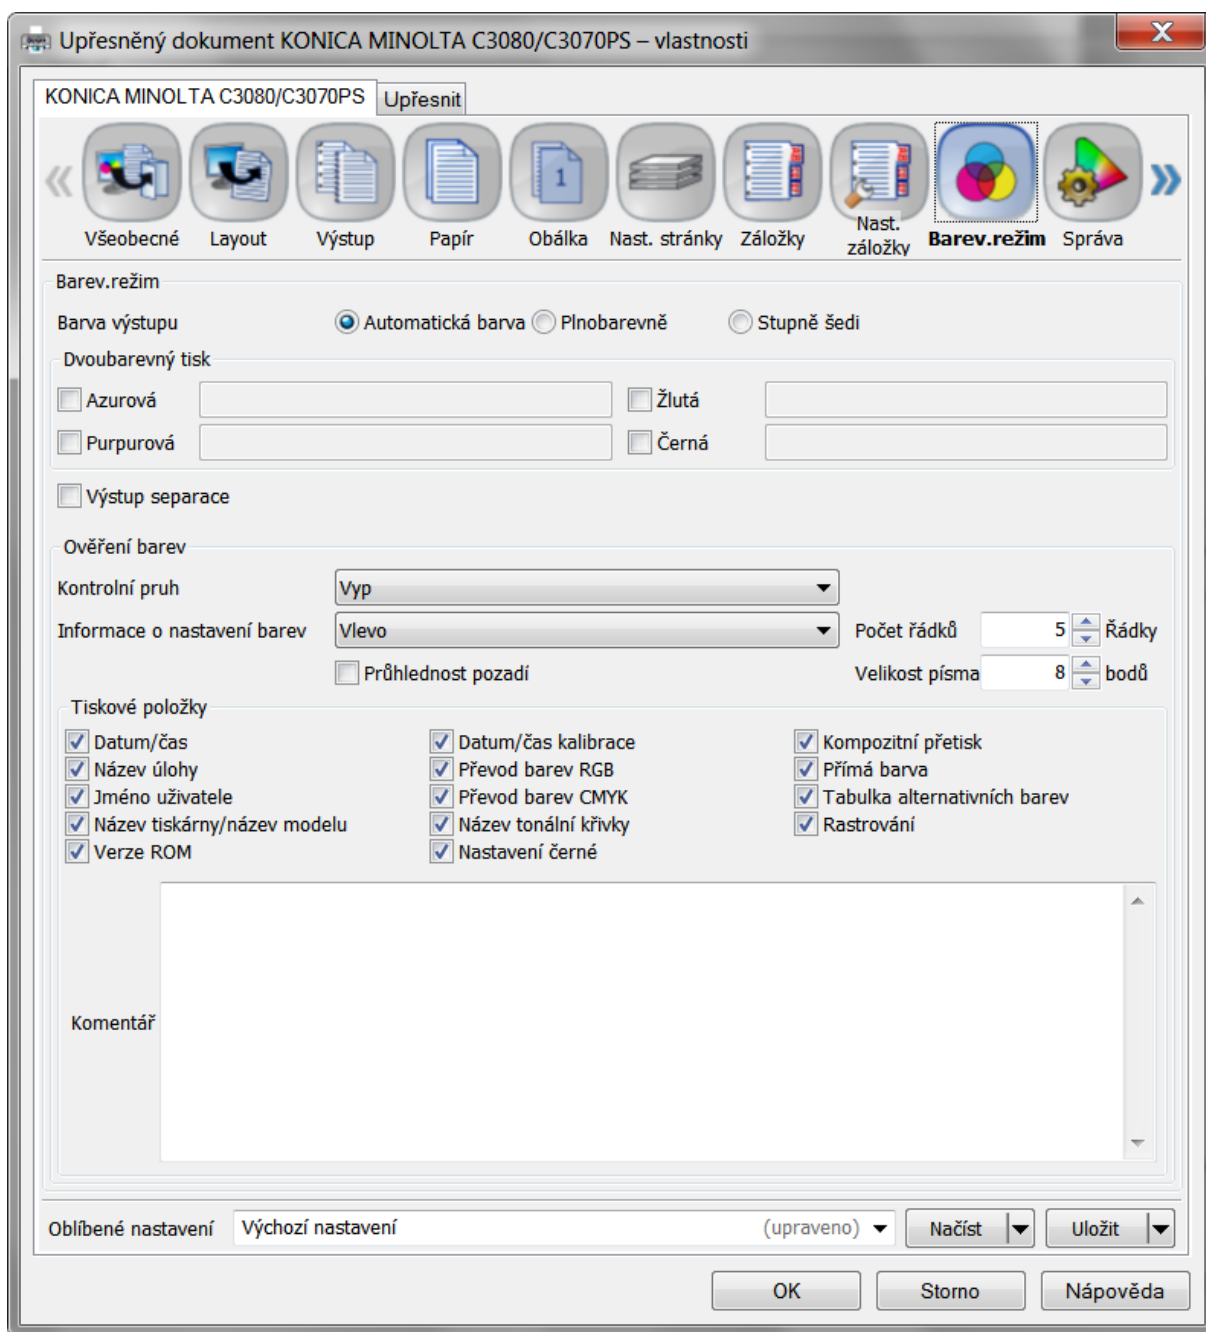 Upřesněný dokument KONICA MINOLTA C3080/C3070PS – vlastnosti
X
KONICA MINOLTA C3080/C3070PS Upřesnit
1
Všeobecné Layout Výstup Papír Obálka Nast. stránky Záložky Nast. záložky Barev.režim Správa
Barev.režim
Barva výstupu Automatická barva Plnobarevně Stupně šedi
Dvoubarevný tisk
Azurová Žlutá
Purpurová Černá
Výstup separace
Ověření barev
Kontrolní pruh Vyp
Informace o nastavení barev Vlevo Počet řádků 5 Řádky
Průhlednost pozadí Velikost písma 8 bodů
Tiskové položky
Datum/čas Datum/čas kalibrace Kompozitní přetisk
Název úlohy Převod barev RGB Přímá barva
Jméno uživatele Převod barev CMYK Tabulka alternativních barev
Název tiskárny/název modelu Název tonální křivky Rastrování
Verze ROM Nastavení černé
Komentář
Oblíbené nastavení Výchozí nastavení (upraveno) Načíst Uložit
OK Storno Nápověda